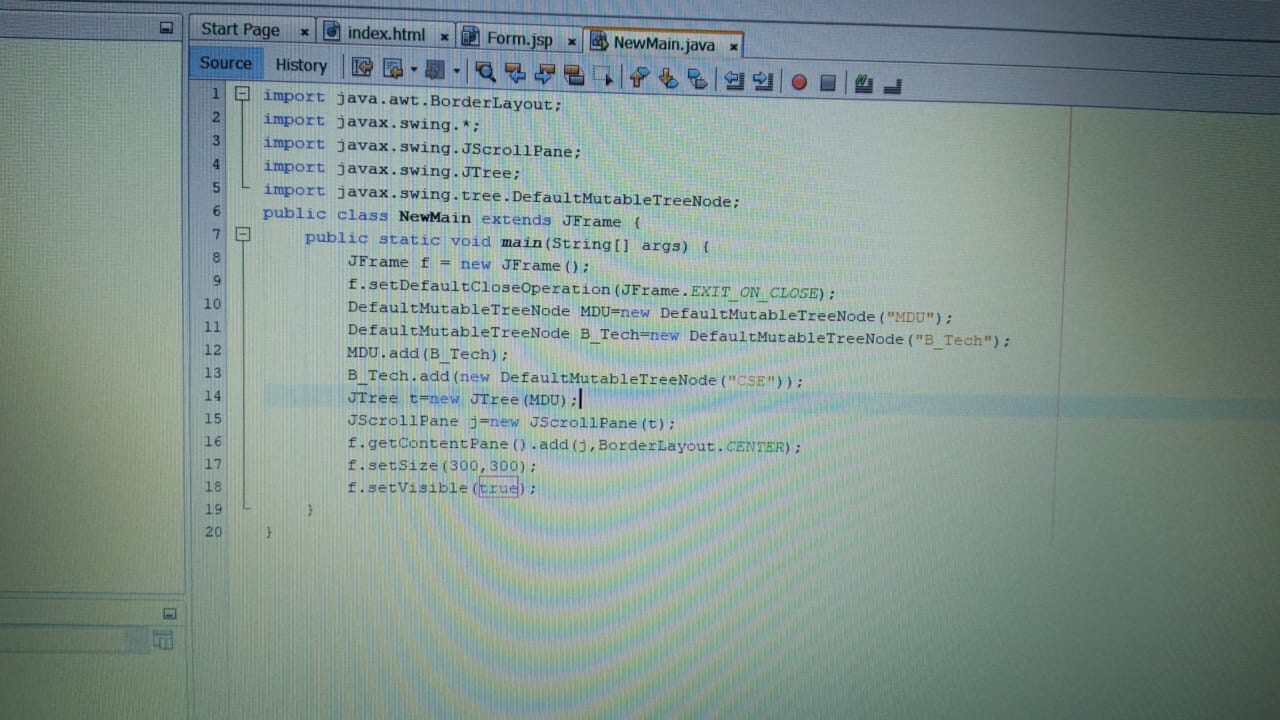 Start Page × index.html × Form.jsp × NewMain.java ×
Source History
1 import java.awt.BorderLayout;
2 import javax.swing.*;
3 import javax.swing.JScrollPane;
4 import javax.swing.JTree;
5 import javax.swing.tree.DefaultMutableTreeNode;
6 public class NewMain extends JFrame {
7 public static void main(String[] args) {
8 JFrame f = new JFrame();
9 f.setDefaultCloseOperation(JFrame.EXIT_ON_CLOSE);
10 DefaultMutableTreeNode MDU=new DefaultMutableTreeNode("MDU");
11 DefaultMutableTreeNode B_Tech=new DefaultMutableTreeNode("B_Tech");
12 MDU.add(B_Tech);
13 B_Tech.add(new DefaultMutableTreeNode("CSE"));
14 JTree t=new JTree(MDU);
15 JScrollPane j=new JScrollPane(t);
16 f.getContentPane().add(j,BorderLayout.CENTER);
17 f.setSize(300,300);
18 f.setVisible(true);
19 }
20 }